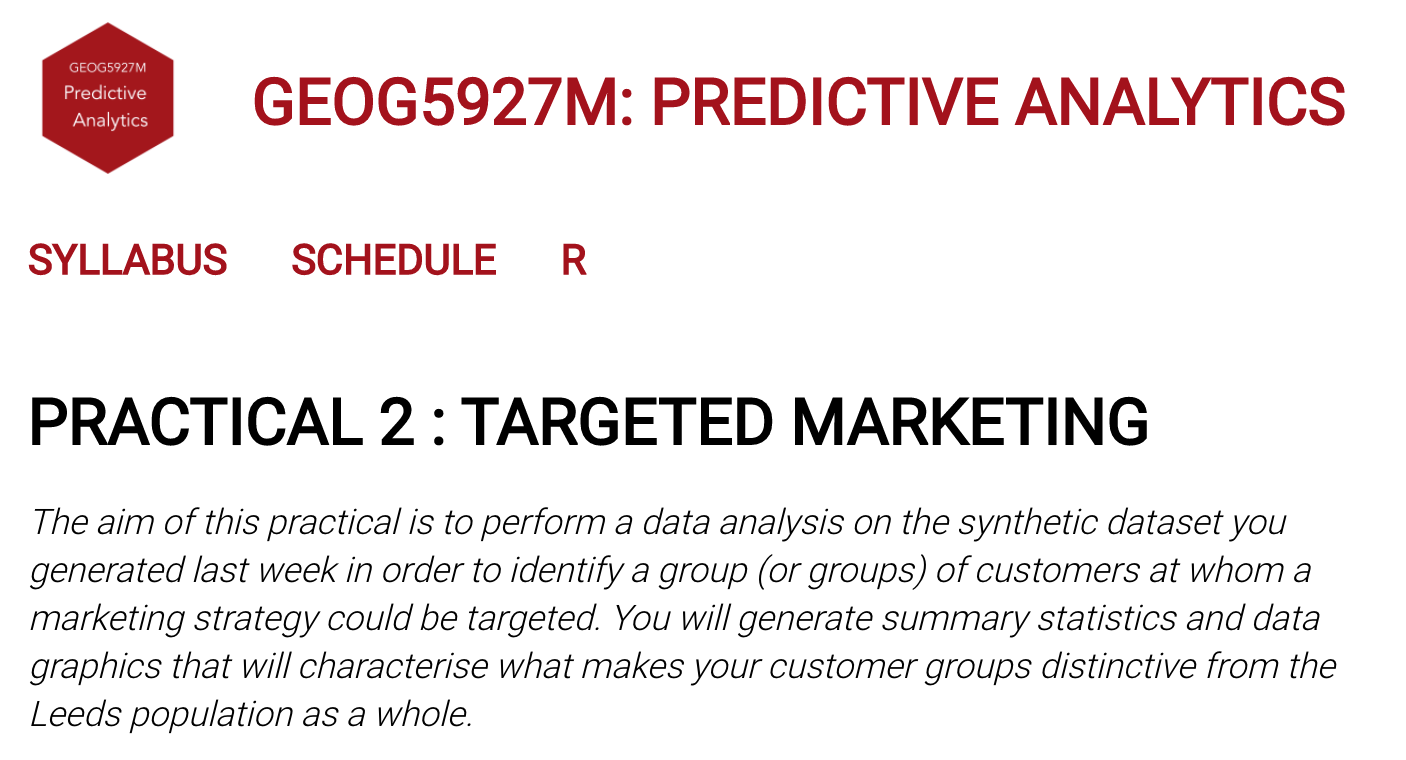 GEOG5927M
Predictive
Analytics
GEOG5927M: PREDICTIVE ANALYTICS
SYLLABUS SCHEDULE R
PRACTICAL 2 : TARGETED MARKETING
The aim of this practical is to perform a data analysis on the synthetic dataset you
generated last week in order to identify a group (or groups) of customers at whom a
marketing strategy could be targeted. You will generate summary statistics and data
graphics that will characterise what makes your customer groups distinctive from the
Leeds population as a whole.